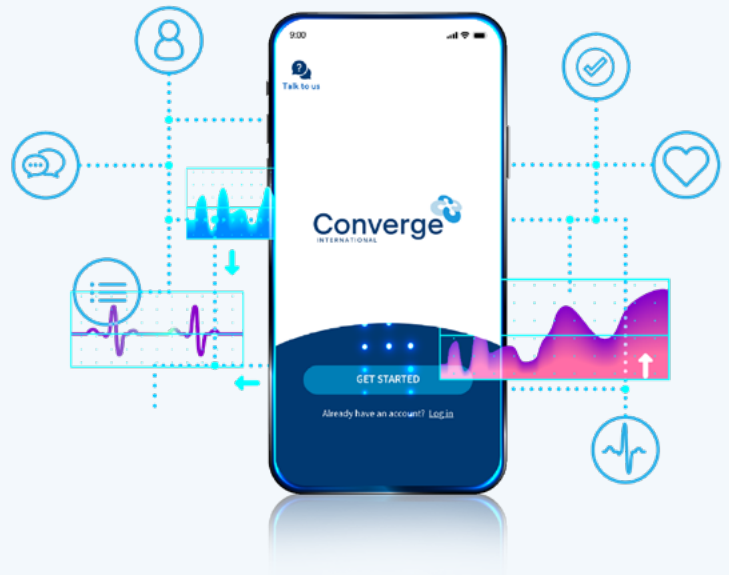 9:00
?
Talk to us
Converge
INTERNATIONAL
GET STARTED
Already have an account? Log in